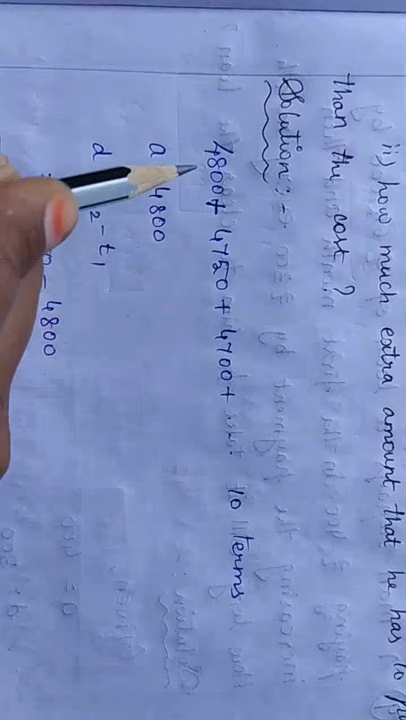 ii) how much extra amount that he has to
than the cost?
Solution:-
4800+ 4750+ 4700+ 10 terms
a 4800
d 2 - t1
- 4800